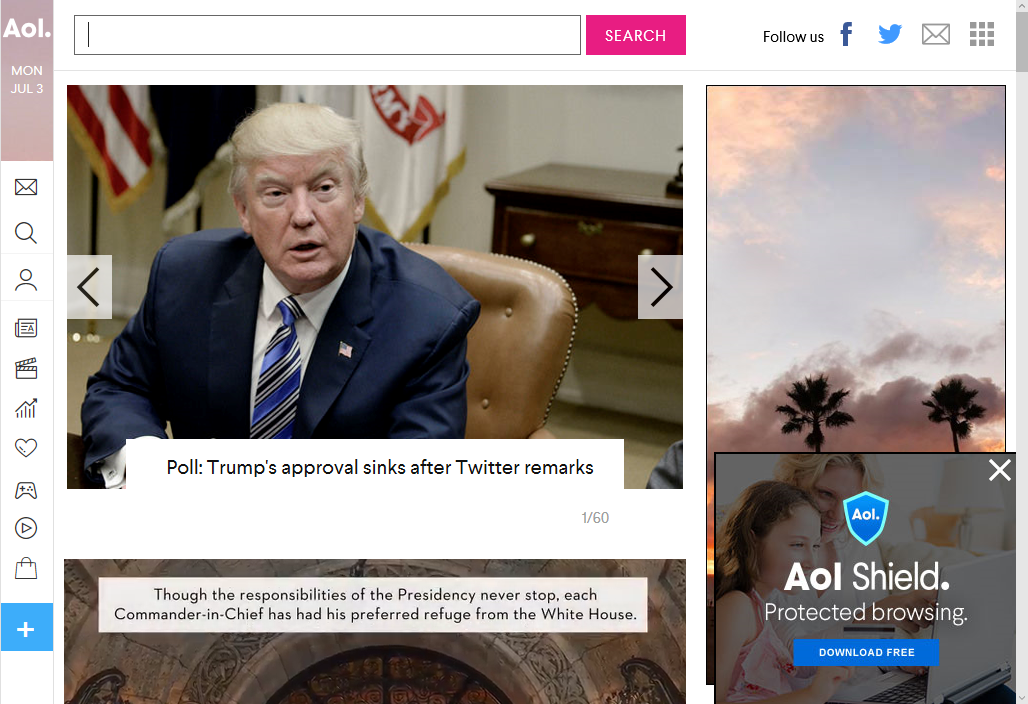 Aol.
MON
JUL 3
SEARCH
Follow us
Poll: Trump's approval sinks after Twitter remarks
1/60
Though the responsibilities of the Presidency never stop, each
Commander-in-Chief has had his preferred refuge from the White House.
Aol.
Aol Shield.
Protected browsing.
DOWNLOAD FREE